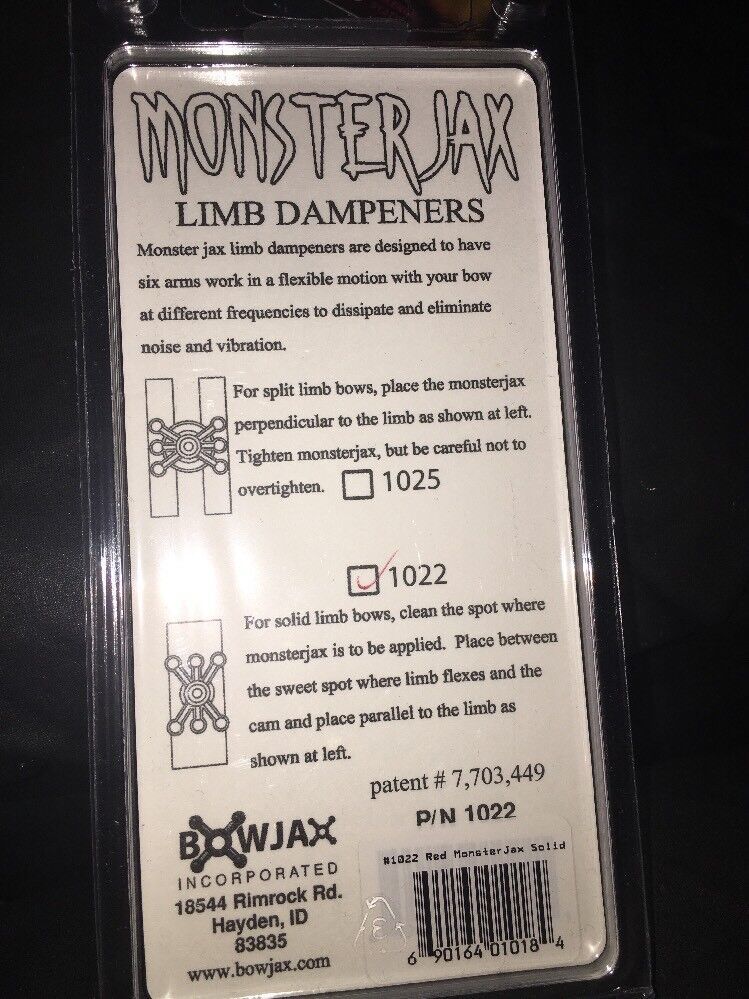 MONSTERJAX
LIMB DAMPENERS
Monster jax limb dampeners are designed to have
six arms work in a flexible motion with your bow
at different frequencies to dissipate and eliminate
noise and vibration.
For split limb bows, place the monsterjax
perpendicular to the limb as shown at left.
Tighten monsterjax, but be careful not to
overtighten. 1025
1022
For solid limb bows, clean the spot where
monsterjax is to be applied. Place between
the sweet spot where limb flexes and the
cam and place parallel to the limb as
shown at left.
patent # 7,703,449
P/N 1022
BOWJAX
INCORPORATED
18544 Rimrock Rd.
Hayden, ID
83835
www.bowjax.com
#1022 Red MonsterJax Solid
6 90164 01018 4
3